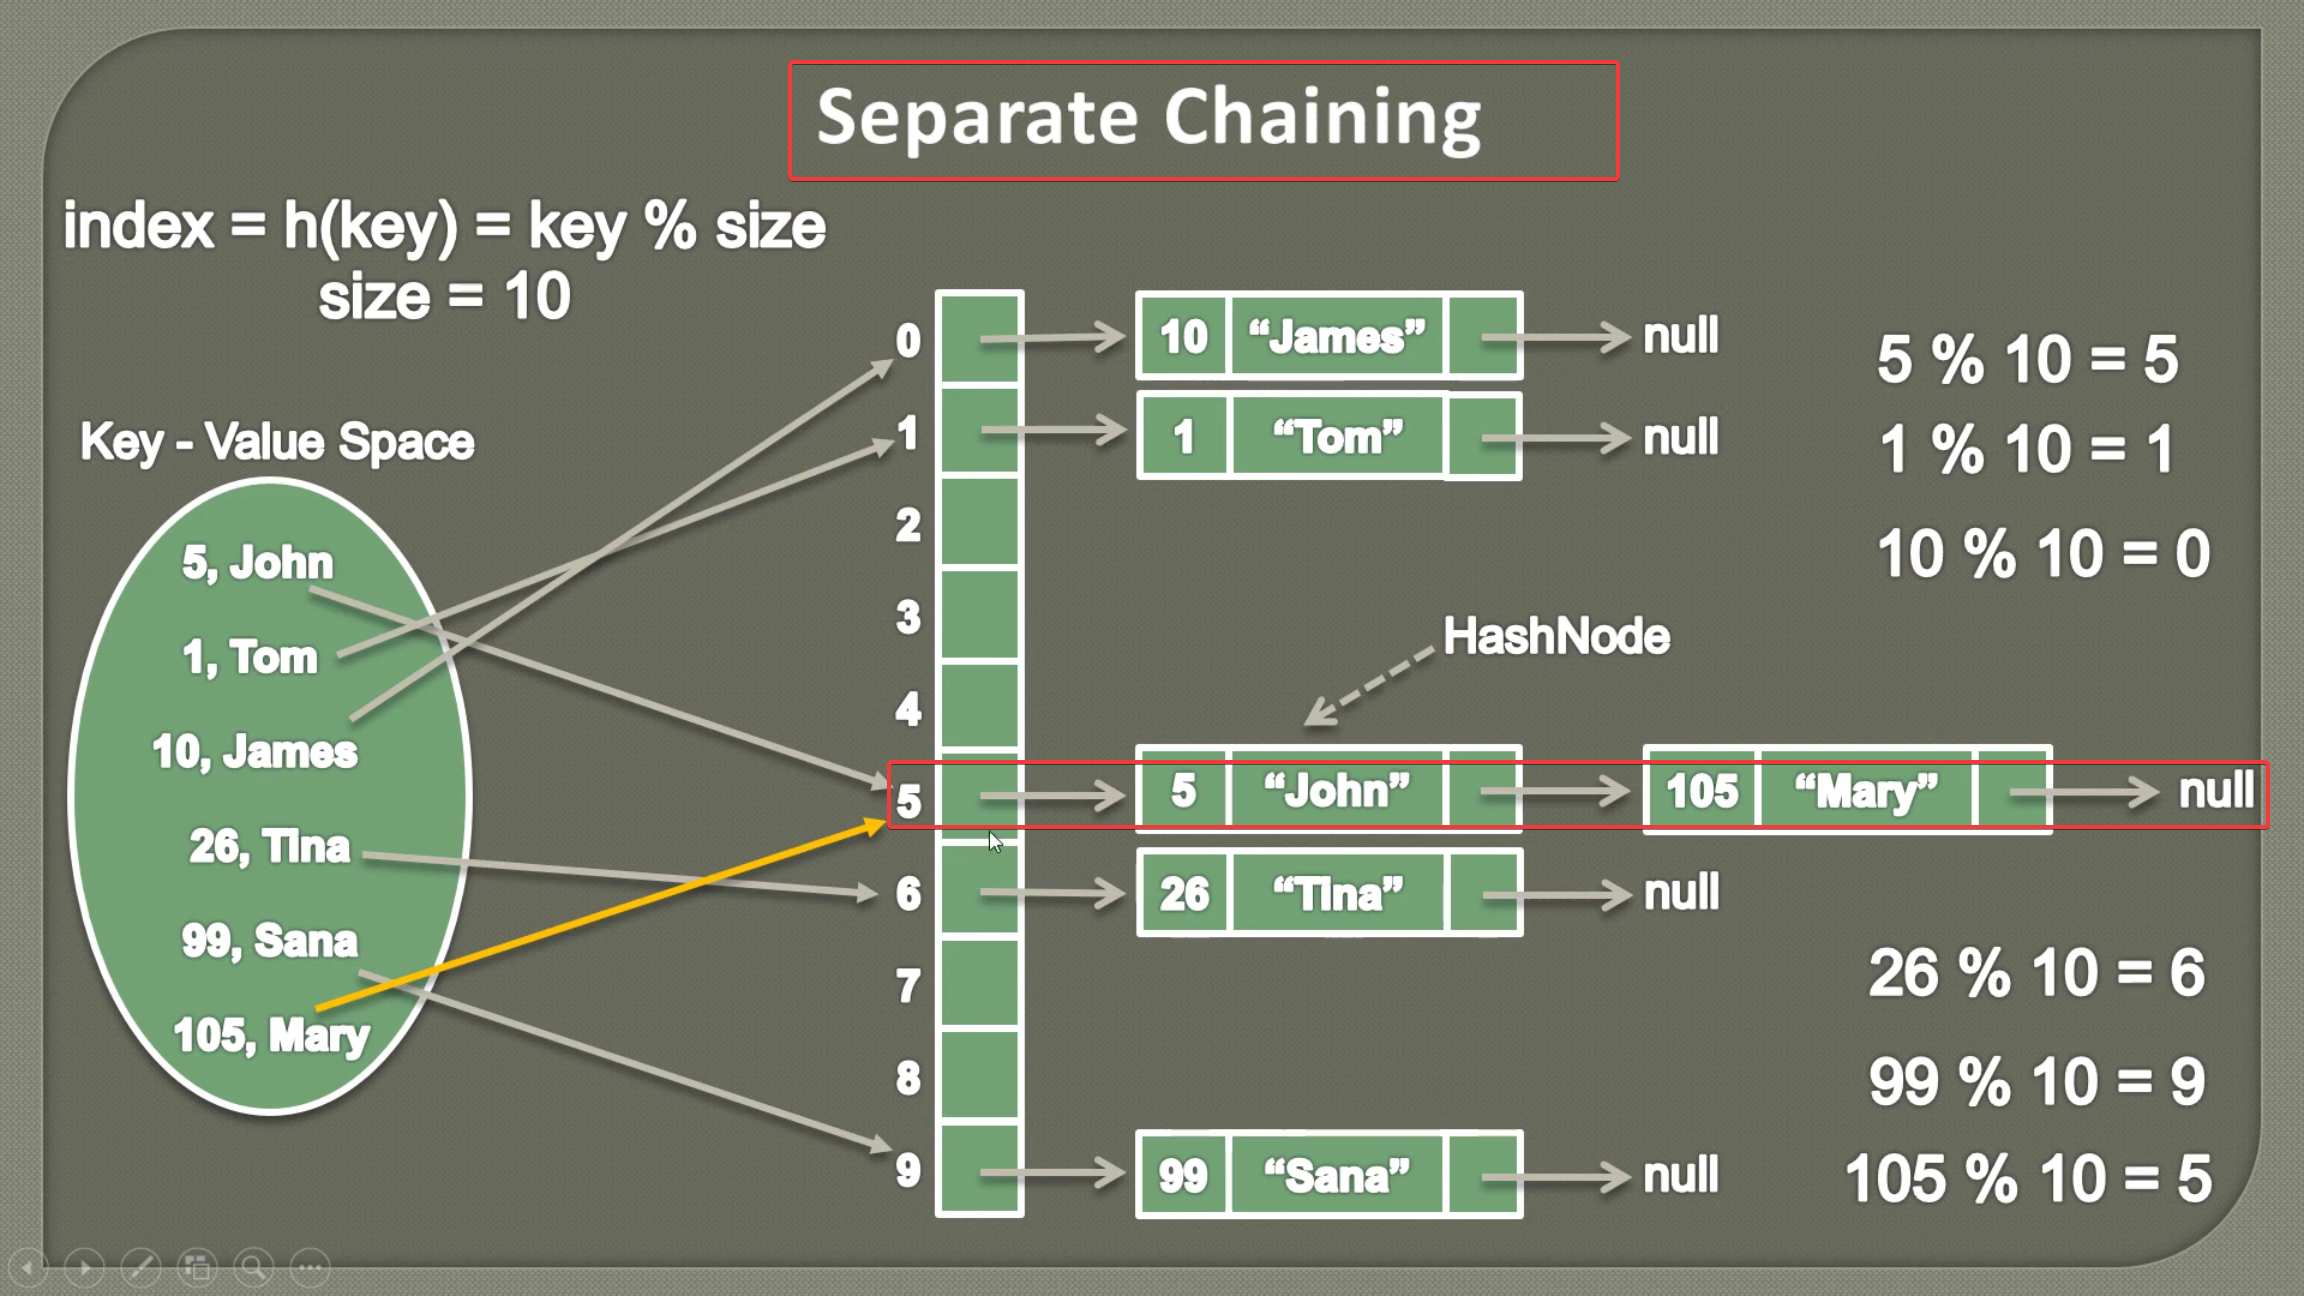 Separate Chaining
index = h(key) = key % size
size = 10
Key - Value Space
5, John
1, Tom
10, James
26, Tina
99, Sana
105, Mary
0 10 “James” null
1 1 “Tom” null
2
3
4
HashNode
5 5 “John” 105 “Mary” null
6 26 “Tina” null
7
8
9 99 “Sana” null
5 % 10 = 5
1 % 10 = 1
10 % 10 = 0
26 % 10 = 6
99 % 10 = 9
105 % 10 = 5